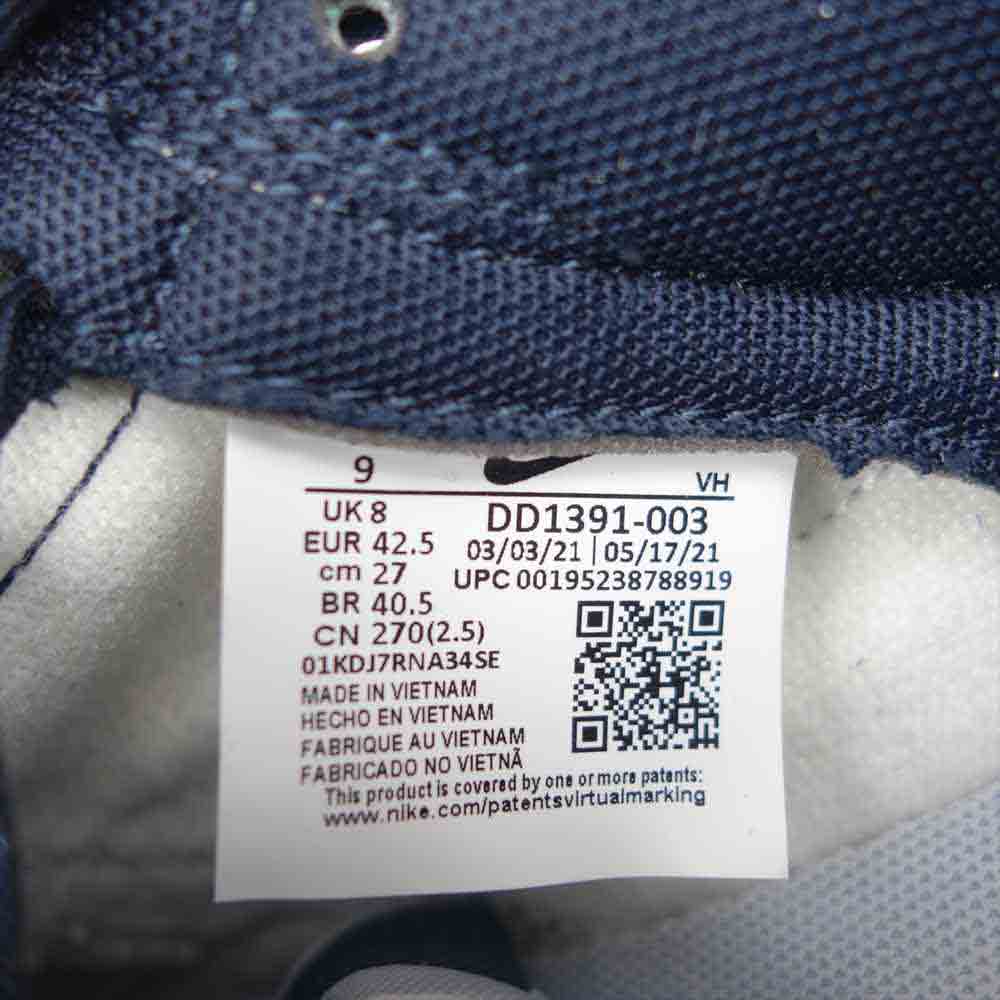 9 VH
UK 8
EUR 42.5
cm 27
BR 40.5
CN 270(2.5)
01KDJ7RNA34SE
DD1391-003
03/03/21 | 05/17/21
UPC 00195238788919
MADE IN VIETNAM
HECHO EN VIETNAM
FABRIQUE AU VIETNAM
FABRICADO NO VIETNÃ
This product is covered by one or more patents:
www.nike.com/patentsvirtualmarking